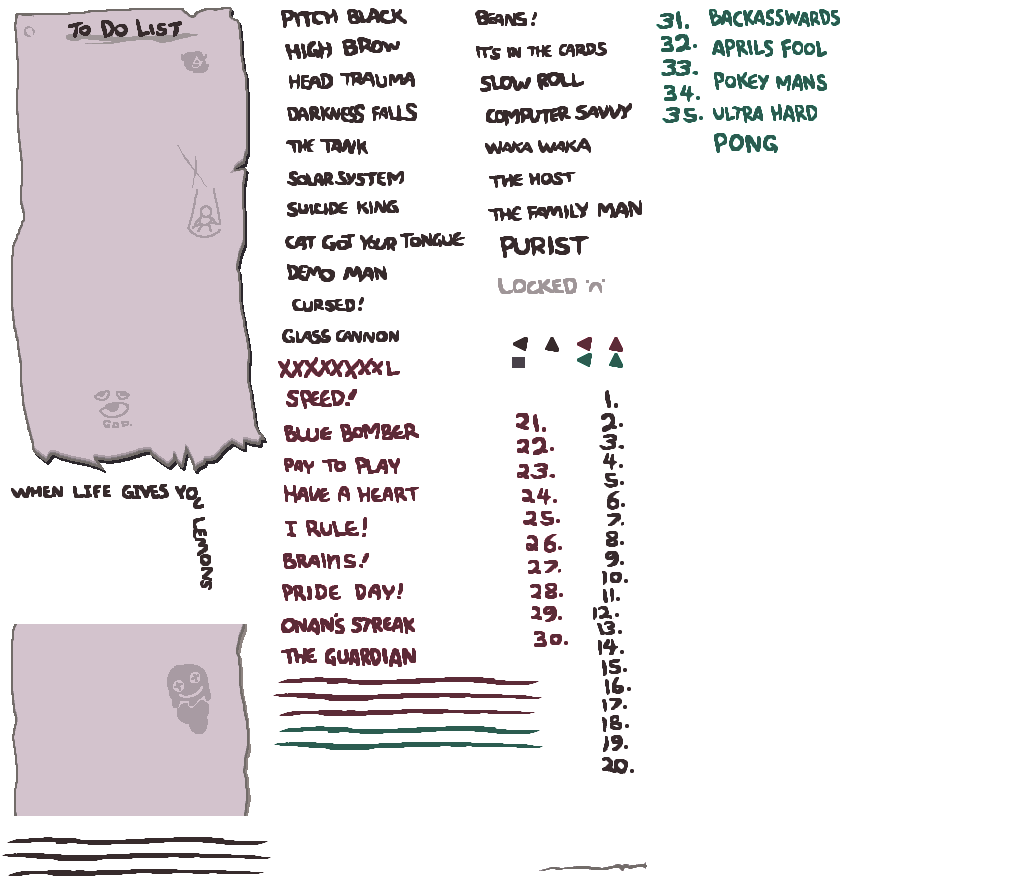 TO DO LIST
GOD.
WHEN LIFE GIVES YOU LEMONS
PITCH BLACK
HIGH BROW
HEAD TRAUMA
DARKNESS FALLS
THE TANK
SOLAR SYSTEM
SUICIDE KING
CAT GOT YOUR TONGUE
DEMO MAN
CURSED!
GLASS CANNON
XXXXXXXXL
SPEED!
BLUE BOMBER
PAY TO PLAY
HAVE A HEART
I RULE!
BRAINS!
PRIDE DAY!
ONAN'S STREAK
THE GUARDIAN
BEANS!
IT'S IN THE CARDS
SLOW ROLL
COMPUTER SAVVY
WAKA WAKA
THE HOST
THE FAMILY MAN
PURIST
LOCKED 'n'
21.
22.
23.
24.
25.
26.
27.
28.
29.
30.
1.
2.
3.
4.
5.
6.
7.
8.
9.
10.
11.
12.
13.
14.
15.
16.
17.
18.
19.
20.
31.
32.
33.
34.
35.
BACKASSWARDS
APRILS FOOL
POKEY MANS
ULTRA HARD
PONG